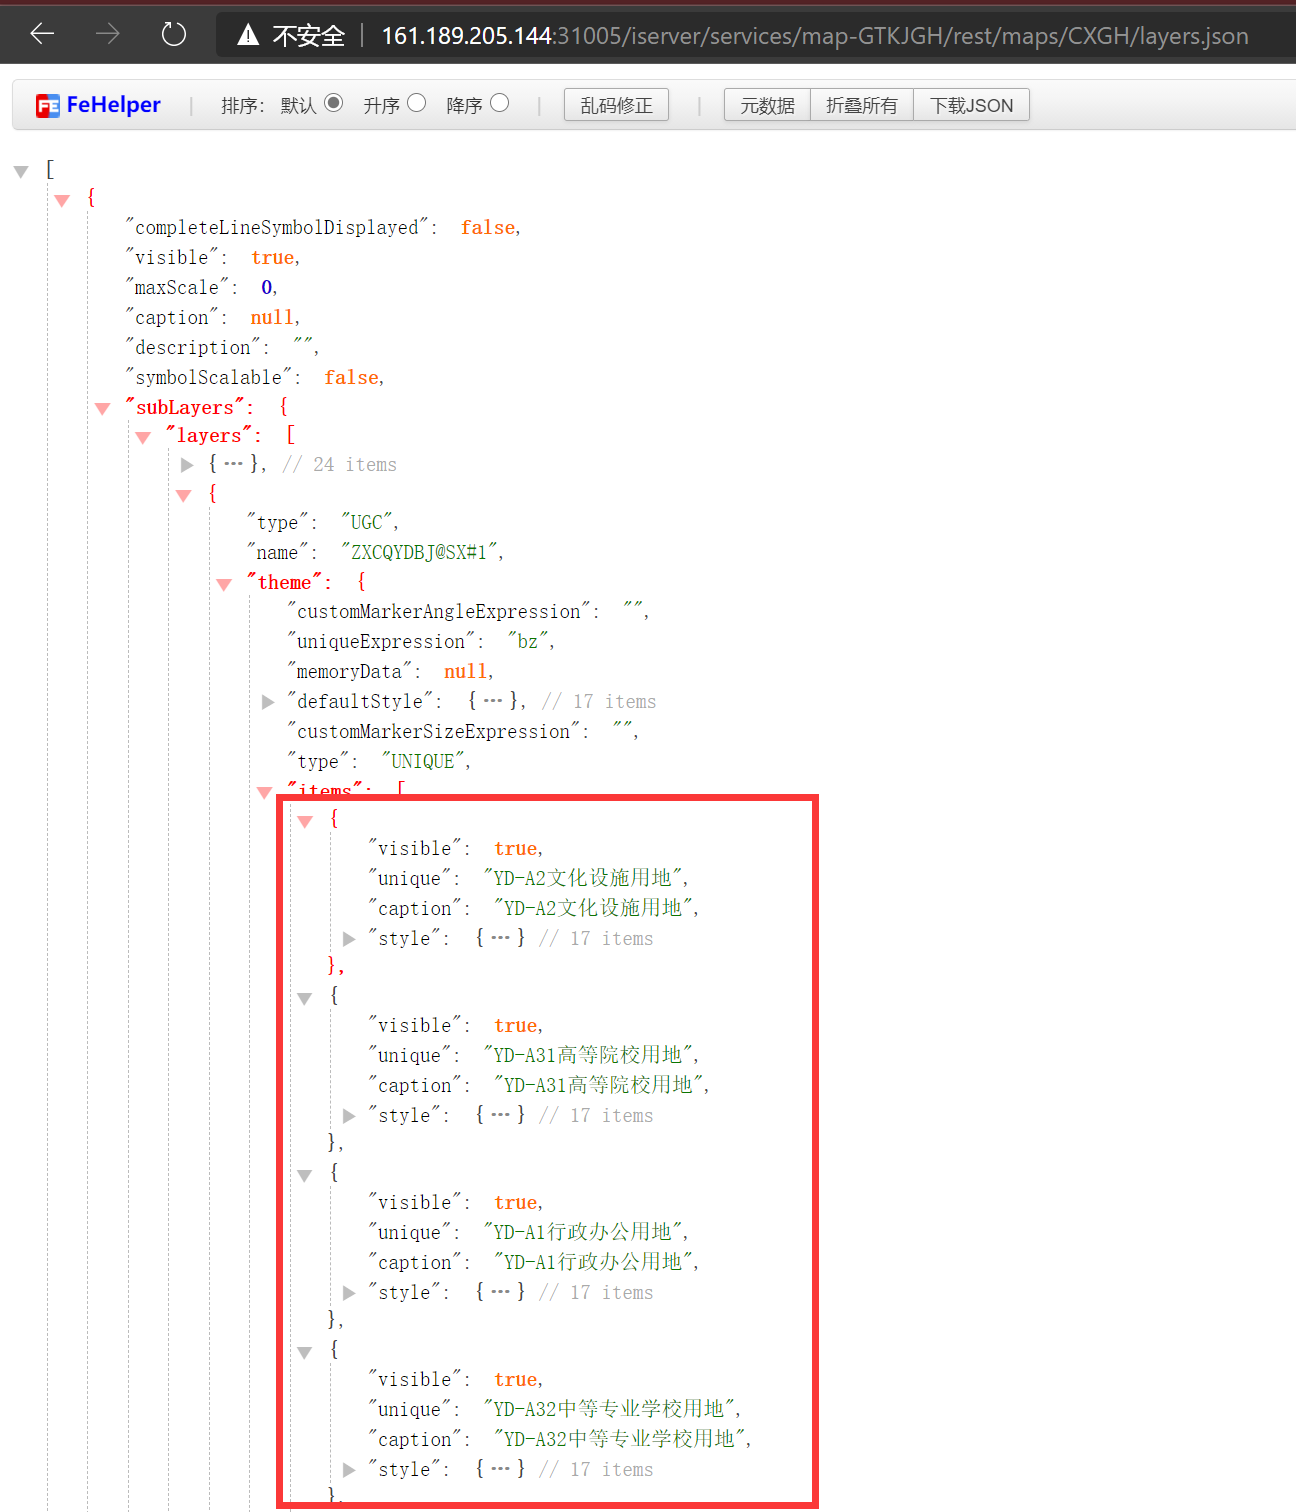 不安全 161.189.205.144:31005/iserver/services/map-GTKJGH/rest/maps/CXGH/layers.json
FeHelper 排序： 默认 升序 降序 乱码修正 元数据 折叠所有 下载JSON
[
{
"completeLineSymbolDisplayed": false,
"visible": true,
"maxScale": 0,
"caption": null,
"description": "",
"symbolScalable": false,
"subLayers": {
"layers": [
{ ··· }, // 24 items
{
"type": "UGC",
"name": "ZXCQYDBJ@SX#1",
"theme": {
"customMarkerAngleExpression": "",
"uniqueExpression": "bz",
"memoryData": null,
"defaultStyle": { ··· }, // 17 items
"customMarkerSizeExpression": "",
"type": "UNIQUE",
"items": [
{
"visible": true,
"unique": "YD-A2文化设施用地",
"caption": "YD-A2文化设施用地",
"style": { ··· } // 17 items
},
{
"visible": true,
"unique": "YD-A31高等院校用地",
"caption": "YD-A31高等院校用地",
"style": { ··· } // 17 items
},
{
"visible": true,
"unique": "YD-A1行政办公用地",
"caption": "YD-A1行政办公用地",
"style": { ··· } // 17 items
},
{
"visible": true,
"unique": "YD-A32中等专业学校用地",
"caption": "YD-A32中等专业学校用地",
"style": { ··· } // 17 items
},